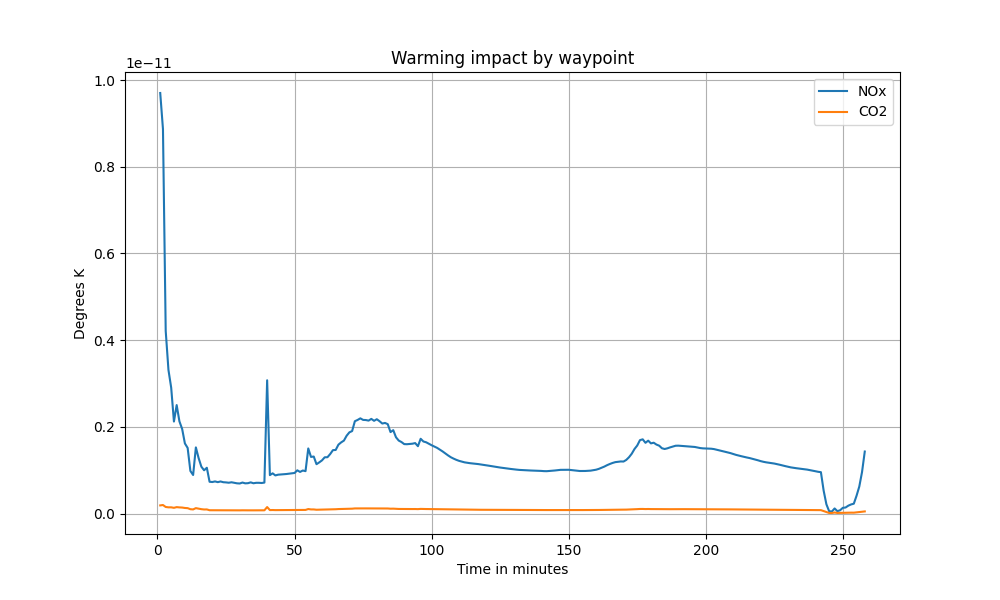 Warming impact by waypoint
1e−11
1.0
0.8
0.6
0.4
0.2
0.0
Degrees K
NOx
CO2
0 50 100 150 200 250
Time in minutes